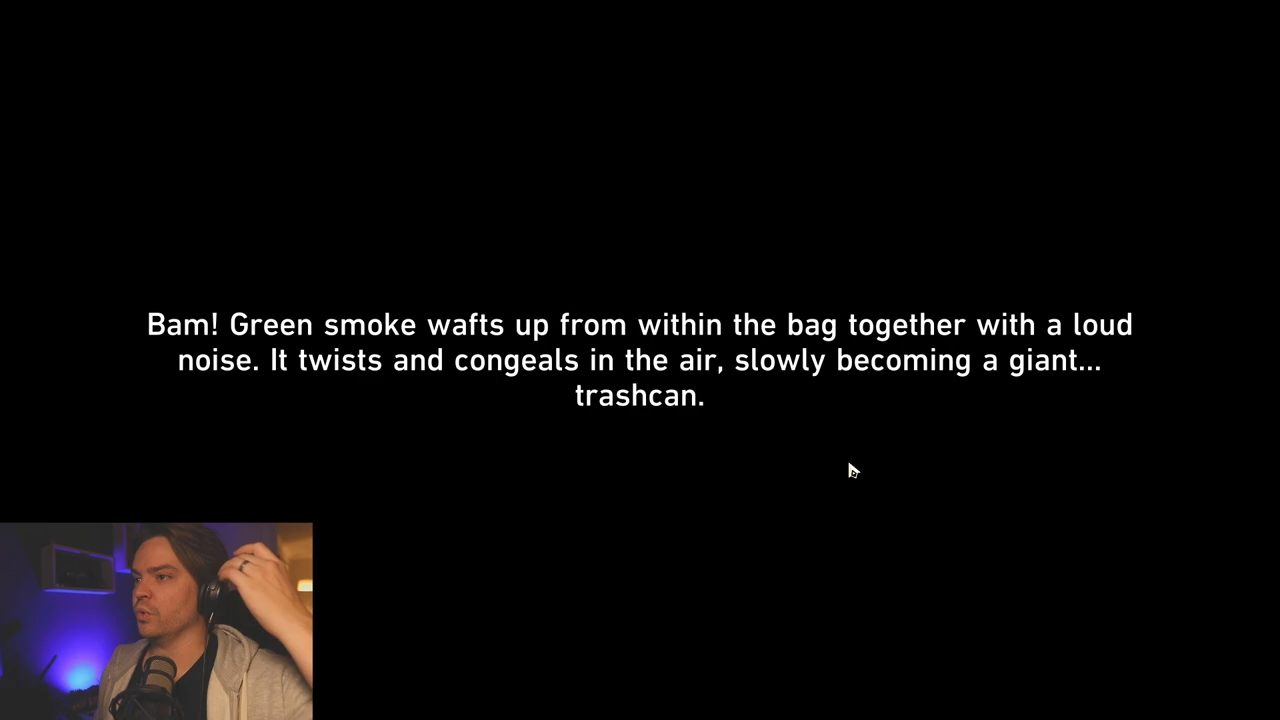 Bam! Green smoke wafts up from within the bag together with a loud
noise. It twists and congeals in the air, slowly becoming a giant...
trashcan.